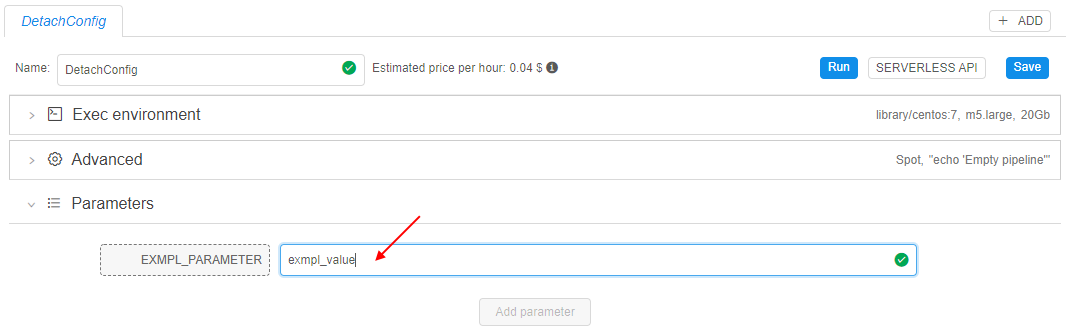 DetachConfig
+ ADD
Name: DetachConfig Estimated price per hour: 0.04 $ Run SERVERLESS API Save
Exec environment library/centos:7, m5.large, 20Gb
Advanced Spot, "echo 'Empty pipeline'"
Parameters
EXMPL_PARAMETER exmpl_value
Add parameter